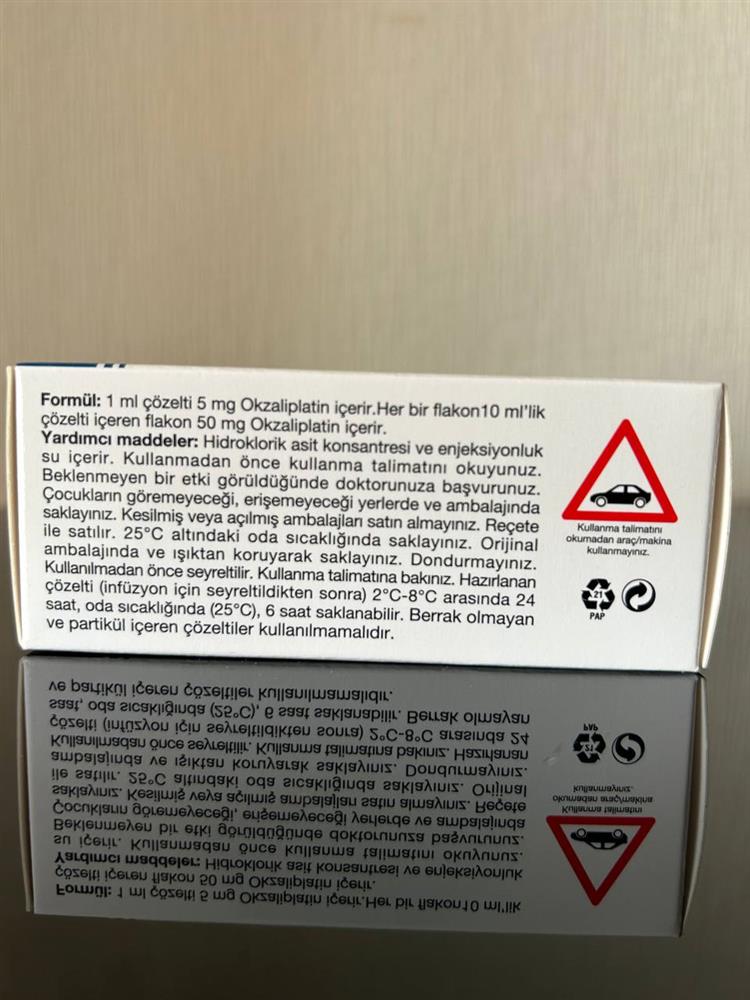 Formül: 1 ml çözelti 5 mg Okzaliplatin içerir.Her bir flakon10 ml'lik
çözelti içeren flakon 50 mg Okzaliplatin içerir.
Yardımcı maddeler: Hidroklorik asit konsantresi ve enjeksiyonluk
su içerir. Kullanmadan önce kullanma talimatını okuyunuz.
Beklenmeyen bir etki görüldüğünde doktorunuza başvurunuz.
Çocukların göremeyeceği, erişemeyeceği yerlerde ve ambalajında
saklayınız. Kesilmiş veya açılmış ambalajları satın almayınız. Reçete
ile satılır. 25°C altındaki oda sıcaklığında saklayınız. Orijinal
ambalajında ve ışıktan koruyarak saklayınız. Dondurmayınız.
Kullanılmadan önce seyreltilir. Kullanma talimatına bakınız. Hazırlanan
çözelti (infüzyon için seyreltildikten sonra) 2°C-8°C arasında 24
saat, oda sıcaklığında (25°C), 6 saat saklanabilir. Berrak olmayan
ve partikül içeren çözeltiler kullanılmamalıdır.
Kullanma talimatını
okumadan araç/makina
kullanmayınız.
21
PAP